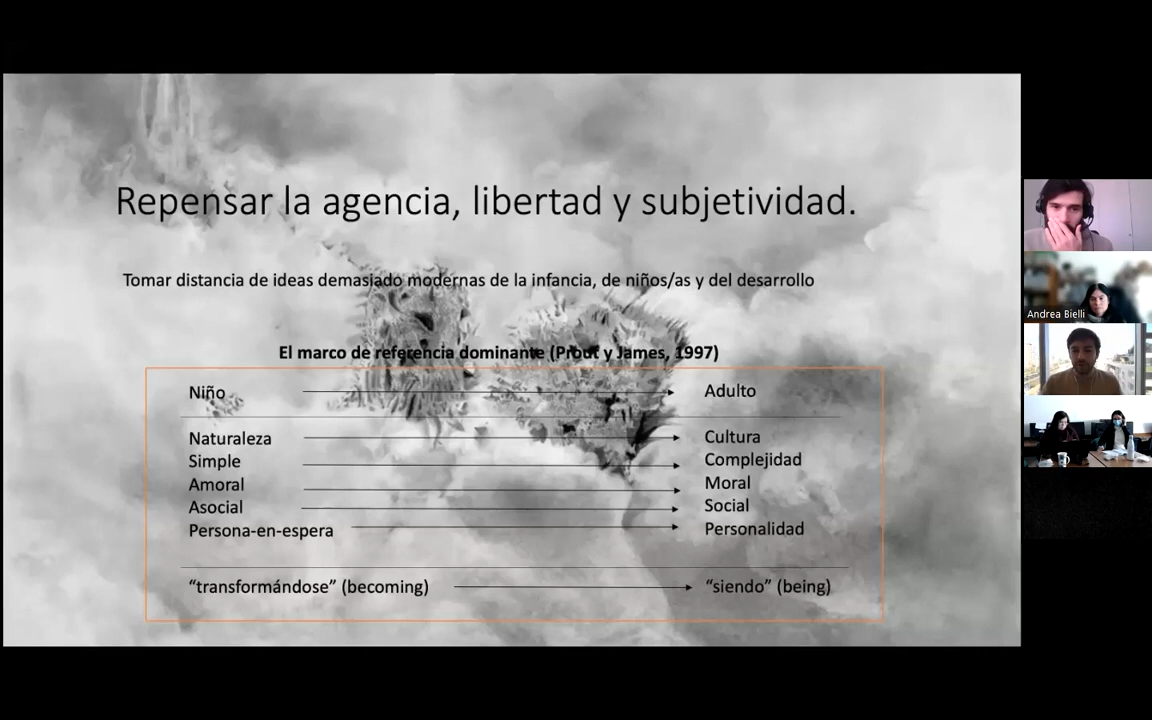 Repensar la agencia, libertad y subjetividad.
Tomar distancia de ideas demasiado modernas de la infancia, de niños/as y del desarrollo
El marco de referencia dominante (Prout y James, 1997)
Niño Adulto
Naturaleza Cultura
Simple Complejidad
Amoral Moral
Asocial Social
Persona-en-espera Personalidad
“transformándose” (becoming) “siendo” (being)
Andrea Bielli